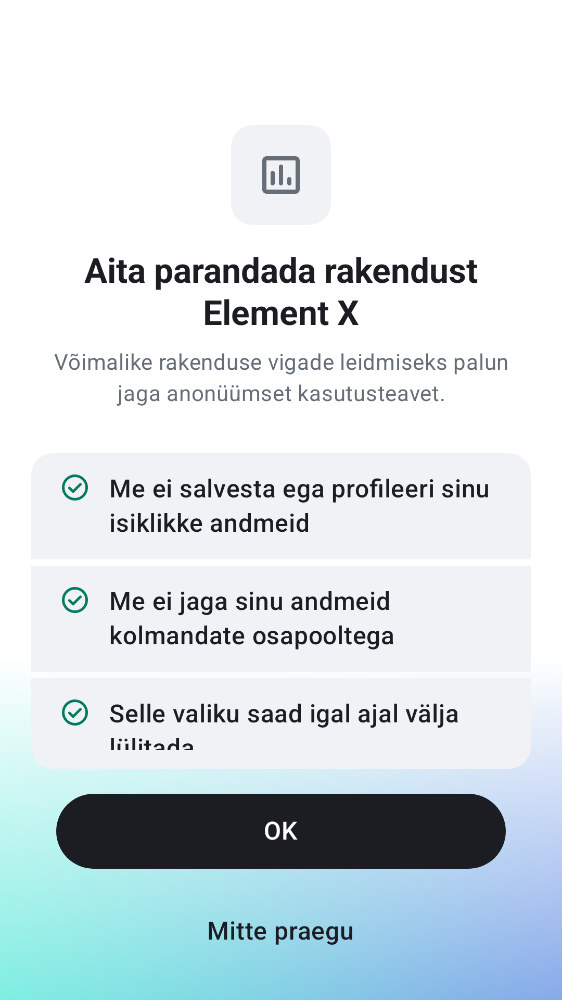 Aita parandada rakendust
Element X
Võimalike rakenduse vigade leidmiseks palun
jaga anonüümset kasutusteavet.
Me ei salvesta ega profileeri sinu
isiklikke andmeid
Me ei jaga sinu andmeid
kolmandate osapooltega
Selle valiku saad igal ajal välja
lülitada
OK
Mitte praegu